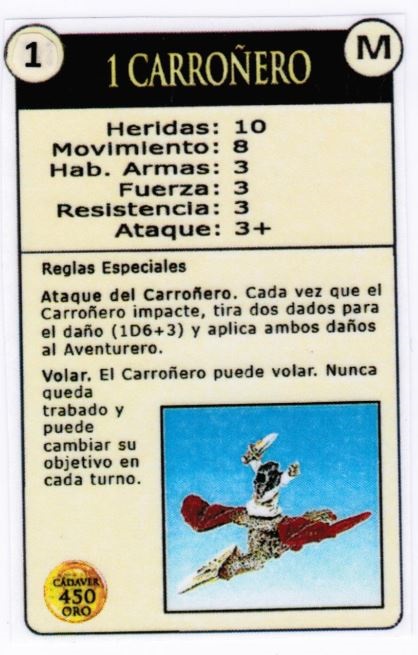 1
M
1 CARROÑERO
Heridas: 10
Movimiento: 8
Hab. Armas: 3
Fuerza: 3
Resistencia: 3
Ataque: 3+
Reglas Especiales
Ataque del Carroñero. Cada vez que el
Carroñero impacte, tira dos dados para
el daño (1D6+3) y aplica ambos daños
al Aventurero.
Volar. El Carroñero puede volar. Nunca
queda
trabado y
puede
cambiar su
objetivo en
cada turno.
CADAVER
450
ORO